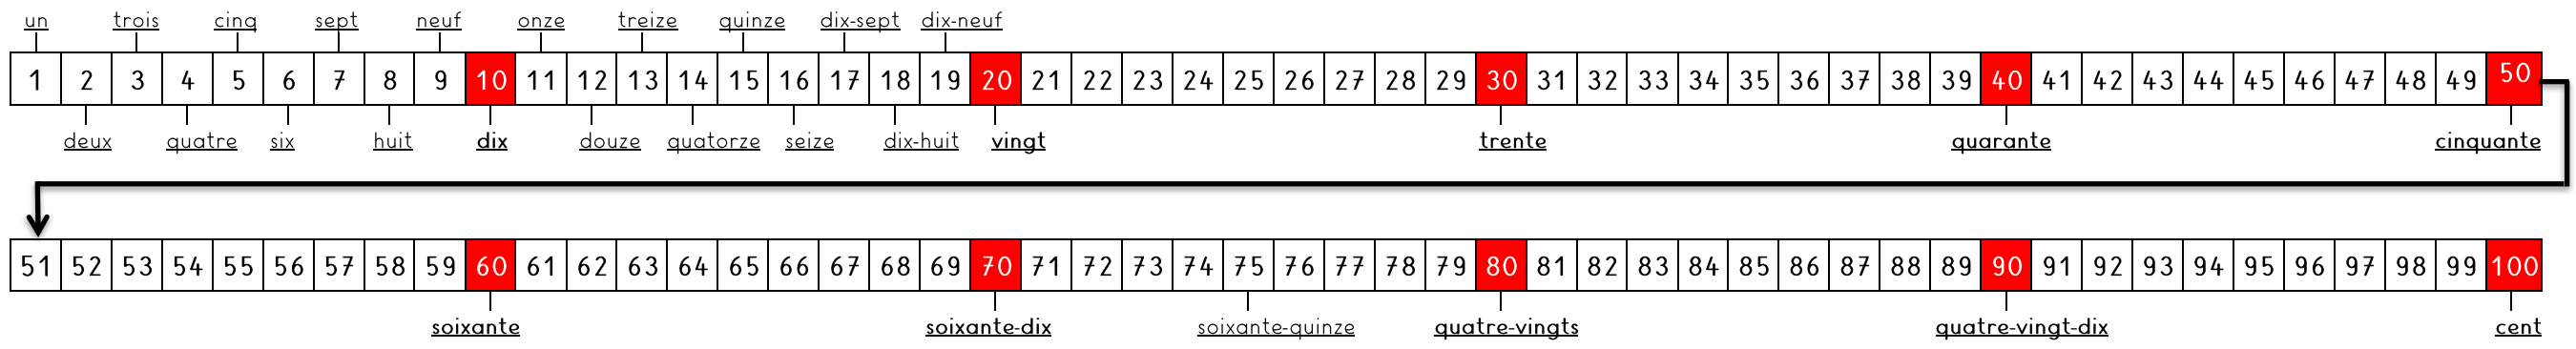 un trois cinq sept neuf onze treize quinze dix-sept dix-neuf
1 2 3 4 5 6 7 8 9 10 11 12 13 14 15 16 17 18 19 20 21 22 23 24 25 26 27 28 29 30 31 32 33 34 35 36 37 38 39 40 41 42 43 44 45 46 47 48 49 50
deux quatre six huit dix douze quatorze seize dix-huit vingt trente quarante cinquante
51 52 53 54 55 56 57 58 59 60 61 62 63 64 65 66 67 68 69 70 71 72 73 74 75 76 77 78 79 80 81 82 83 84 85 86 87 88 89 90 91 92 93 94 95 96 97 98 99 100
soixante soixante-dix soixante-quinze quatre-vingts quatre-vingt-dix cent